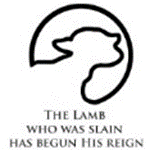 THE LAMB
WHO WAS SLAIN
HAS BEGUN HIS REIGN